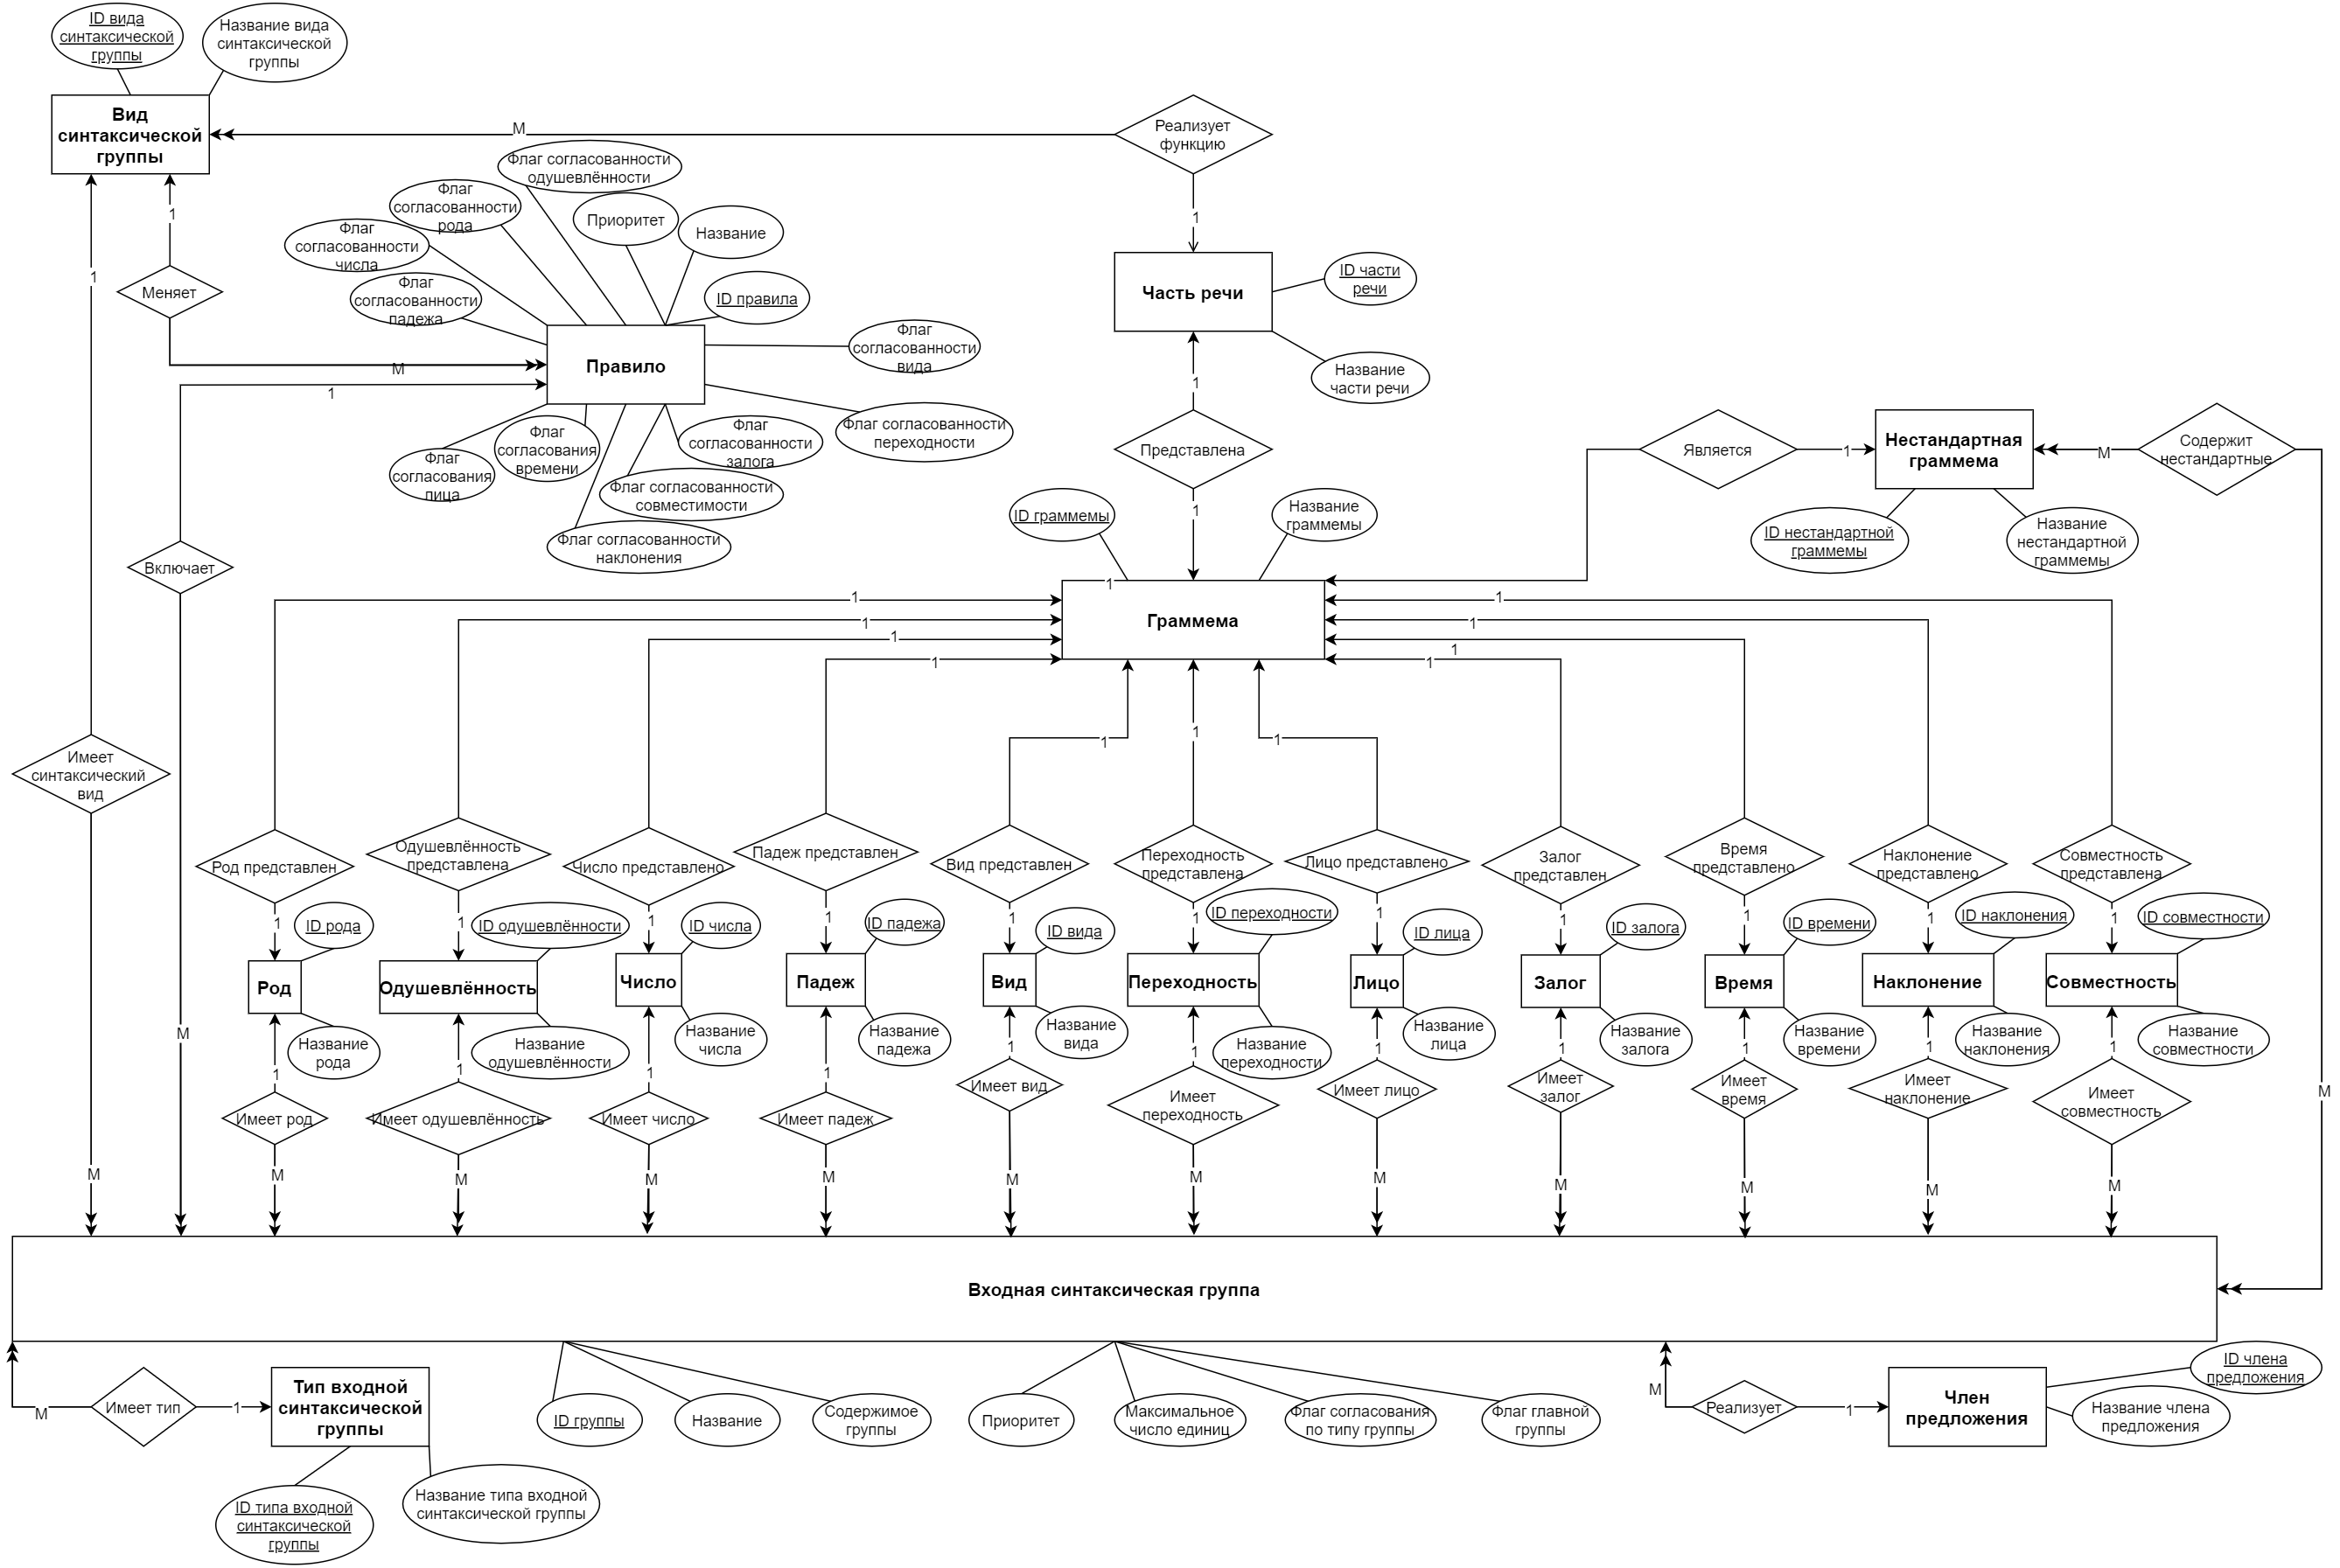 ID вида
синтаксической
группы
Название вида
синтаксической
группы
Вид
синтаксической
группы
М
Реализует
функцию
1
1
1
Меняет
М
1
Включает
Флаг согласованности
одушевлённости
Флаг
согласованности
рода
Приоритет
Название
Флаг
согласованности
числа
Флаг
согласованности
падежа
ID правила
Правило
Флаг
согласованности
вида
Флаг согласованности
переходности
Флаг
согласованности
залога
Флаг
согласования
времени
Флаг
согласования
лица
Флаг согласованности
совместимости
Флаг согласованности
наклонения
Часть речи
ID части
речи
Название
части речи
1
Представлена
1
Является
1
Нестандартная
граммема
М
Содержит
нестандартные
ID нестандартной
граммемы
Название
нестандартной
граммемы
ID граммемы
Название
граммемы
1
Граммема
1
1
1
1
1
1
1
1
1
1
1
1
Имеет
синтаксический
вид
Род представлен
Одушевлённость
представлена
Число представлено
Падеж представлен
Вид представлен
Переходность
представлена
Лицо представлено
Залог
представлен
Время
представлено
Наклонение
представлено
Совместность
представлена
1
1
1
1
1
1
1
1
1
1
1
ID рода
ID одушевлённости
ID числа
ID падежа
ID вида
ID переходности
ID лица
ID залога
ID времени
ID наклонения
ID совместности
Род
Одушевлённость
Число
Падеж
Вид
Переходность
Лицо
Залог
Время
Наклонение
Совместность
Название
рода
Название
одушевлённости
Название
числа
Название
падежа
Название
вида
Название
переходности
Название
лица
Название
залога
Название
времени
Название
наклонения
Название
совместности
М
1
1
1
1
1
1
1
1
1
1
1
М
Имеет род
Имеет одушевлённость
Имеет число
Имеет падеж
Имеет вид
Имеет
переходность
Имеет лицо
Имеет
залог
Имеет
время
Имеет
наклонение
Имеет
совместность
М
М
М
М
М
М
М
М
М
М
М
М
Входная синтаксическая группа
М
Имеет тип
1
Тип входной
синтаксической
группы
ID группы
Название
Содержимое
группы
Приоритет
Максимальное
число единиц
Флаг согласования
по типу группы
Флаг главной
группы
М
Реализует
1
Член
предложения
ID члена
предложения
Название члена
предложения
ID типа входной
синтаксической
группы
Название типа входной
синтаксической группы